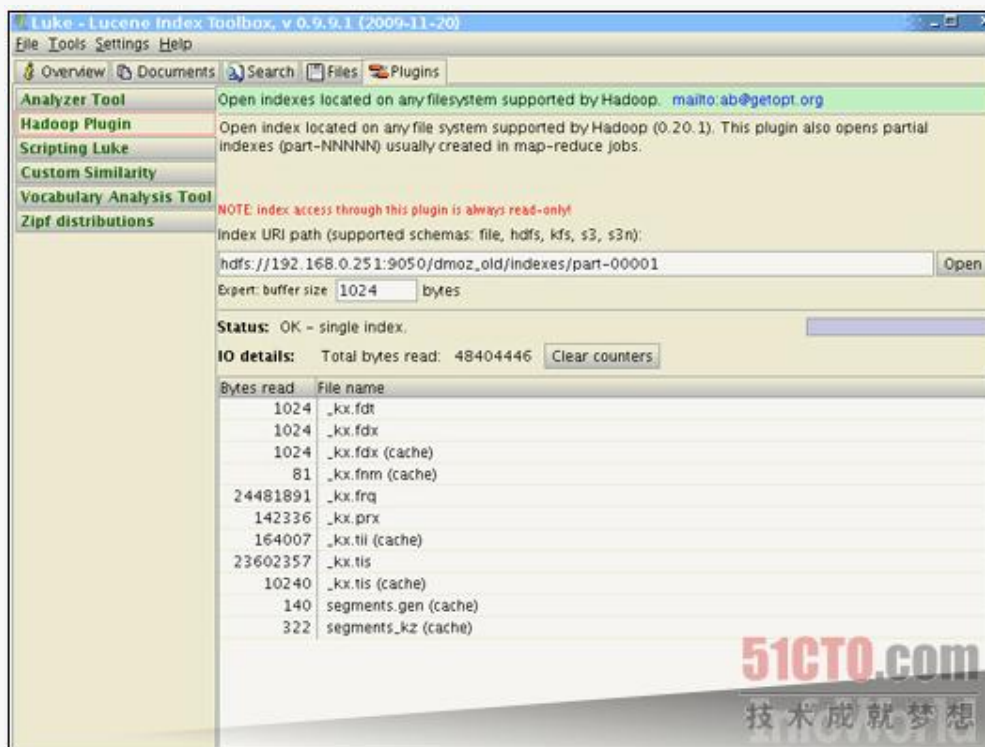 Luke - Lucene Index Toolbox, v 0.9.9.1 (2009-11-20)
File Tools Settings Help
Overview Documents Search Files Plugins
Analyzer Tool
Hadoop Plugin
Scripting Luke
Custom Similarity
Vocabulary Analysis Tool
Zipf distributions
Open indexes located on any filesystem supported by Hadoop. mailto:ab@getopt.org
Open index located on any file system supported by Hadoop (0.20.1). This plugin also opens partial
indexes (part-NNNNN) usually created in map-reduce jobs.
NOTE: index access through this plugin is always read-only!
Index URI path (supported schemas: file, hdfs, kfs, s3, s3n):
hdfs://192.168.0.251:9050/dmoz_old/indexes/part-00001 Open
Expert: buffer size 1024 bytes
Status: OK - single index.
IO details: Total bytes read: 48404446 Clear counters
Bytes read File name
1024 _kx.fdt
1024 _kx.fdx
1024 _kx.fdx (cache)
81 _kx.fnm (cache)
24481891 _kx.frq
142336 _kx.prx
164007 _kx.tii (cache)
23602357 _kx.tis
10240 _kx.tis (cache)
140 segments.gen (cache)
322 segments_kz (cache)
51CTO.com
技术成就梦想
InfoWorld